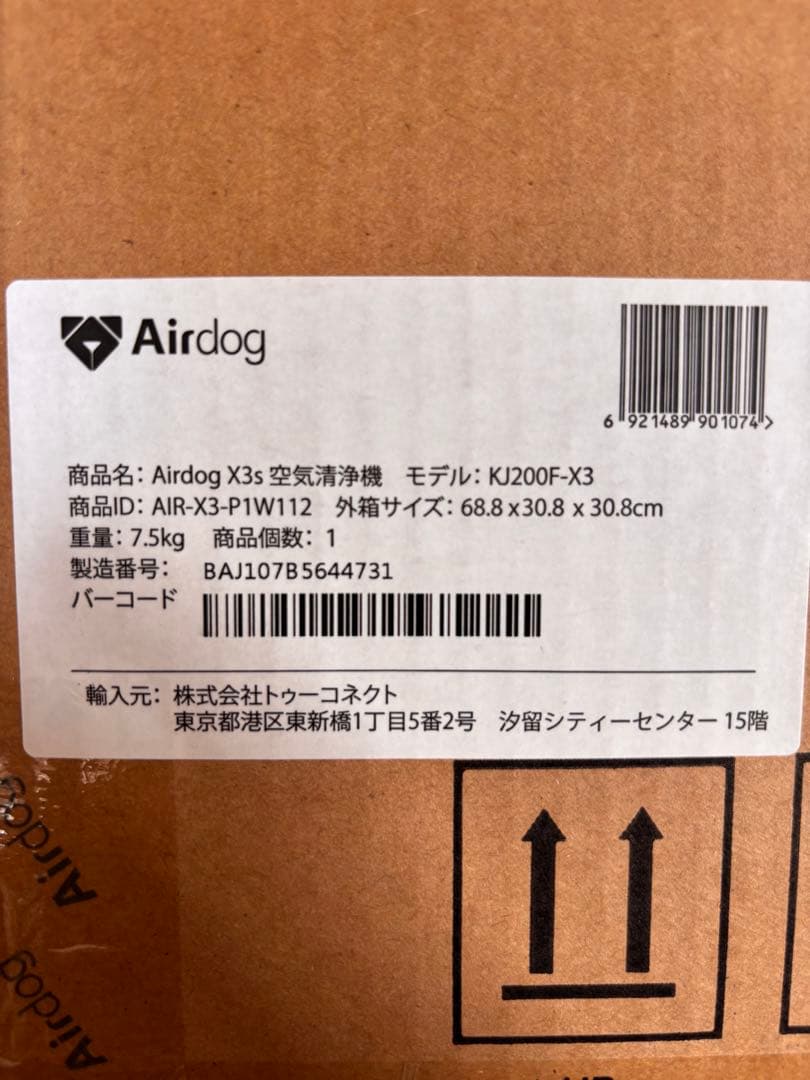 Airdog
6 921489 901074 >
商品名: Airdog X3s 空気清浄機 モデル: KJ200F-X3
商品ID: AIR-X3-P1W112 外箱サイズ: 68.8 x 30.8 x 30.8cm
重量: 7.5kg 商品個数: 1
製造番号: BAJ107B5644731
バーコード
輸入元: 株式会社トゥーコネクト
東京都港区東新橋1丁目5番2号 汐留シティーセンター 15階
Airdog
Airdog